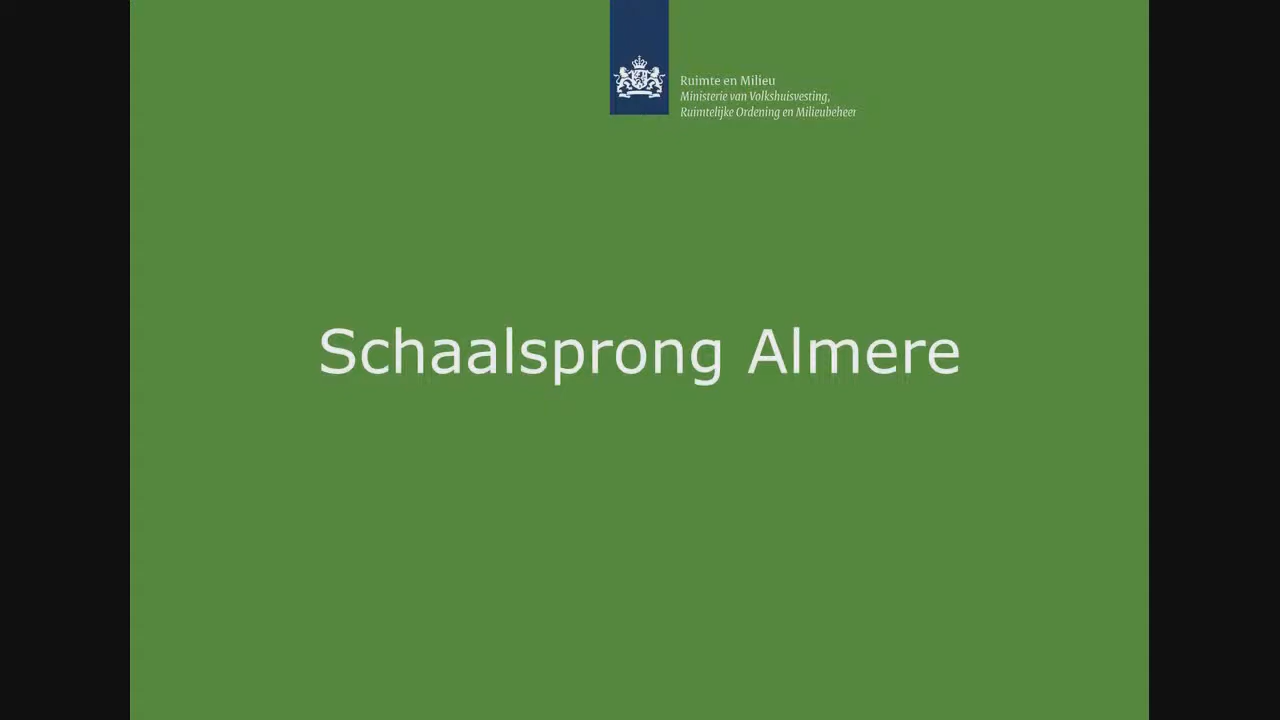 Ruimte en Milieu
Ministerie van Volkshuisvesting,
Ruimtelijke Ordening en Milieubeheer
Schaalsprong Almere